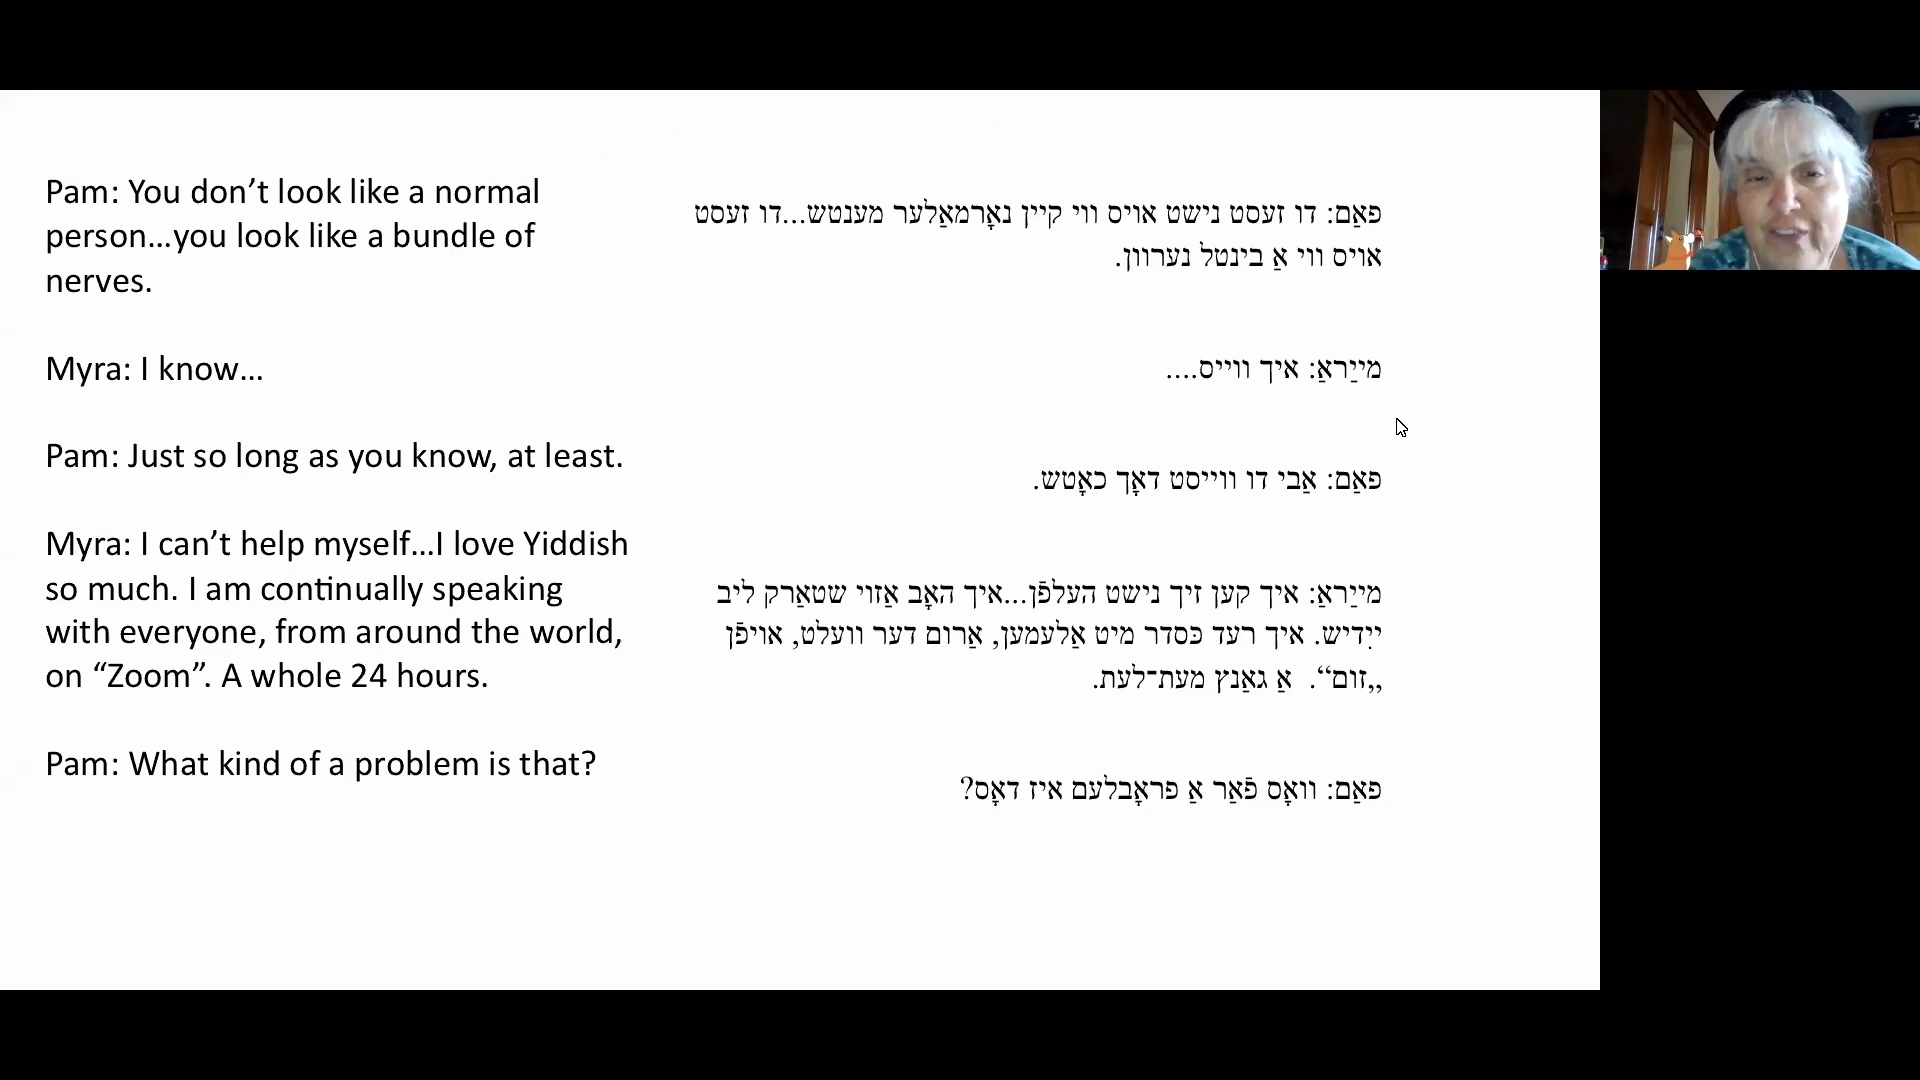 Pam: You don’t look like a normal
person…you look like a bundle of
nerves.
Myra: I know…
Pam: Just so long as you know, at least.
Myra: I can’t help myself…I love Yiddish
so much. I am continually speaking
with everyone, from around the world,
on “Zoom”. A whole 24 hours.
Pam: What kind of a problem is that?
פּאַם: דו זעסט נישט אויס ווי קיין נאָרמאַלער מענטש...דו זעסט
אויס ווי אַ בינטל נערוון.
מײַראַ: איך ווייס....
פּאַם: אַבי דו ווייסט דאָך כאָטש.
מײַראַ: איך קען זיך נישט העלפֿן...איך האָב אַזוי שטאַרק ליב
ייִדיש. איך רעד כּסדר מיט אַלעמען, אַרום דער וועלט, אויפֿן
„זום“. אַ גאַנץ מעת־לעת.
פּאַם: וואָס פֿאַר אַ פּראָבלעם איז דאָס?